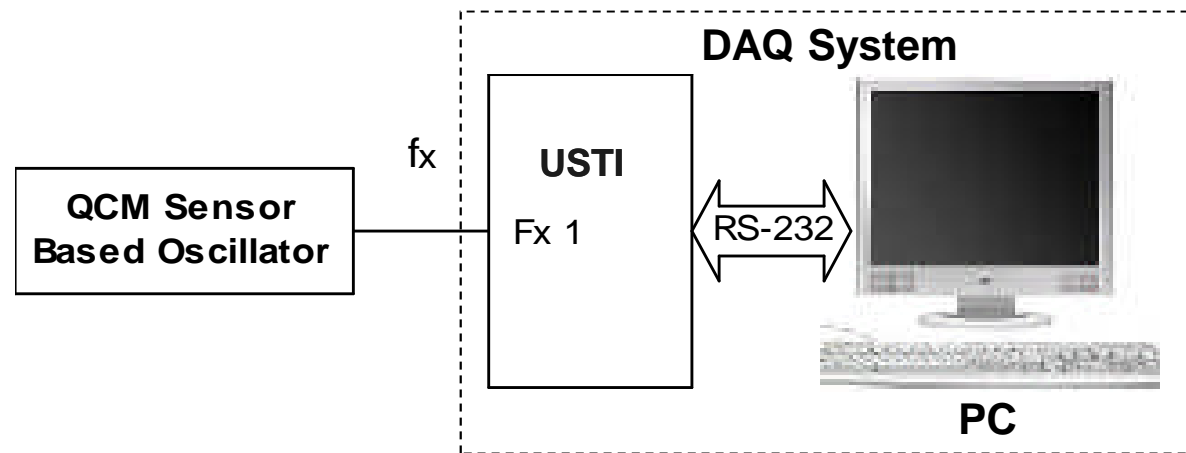 DAQ System
fx
USTI
QCM Sensor
Based Oscillator
Fx 1
RS-232
PC